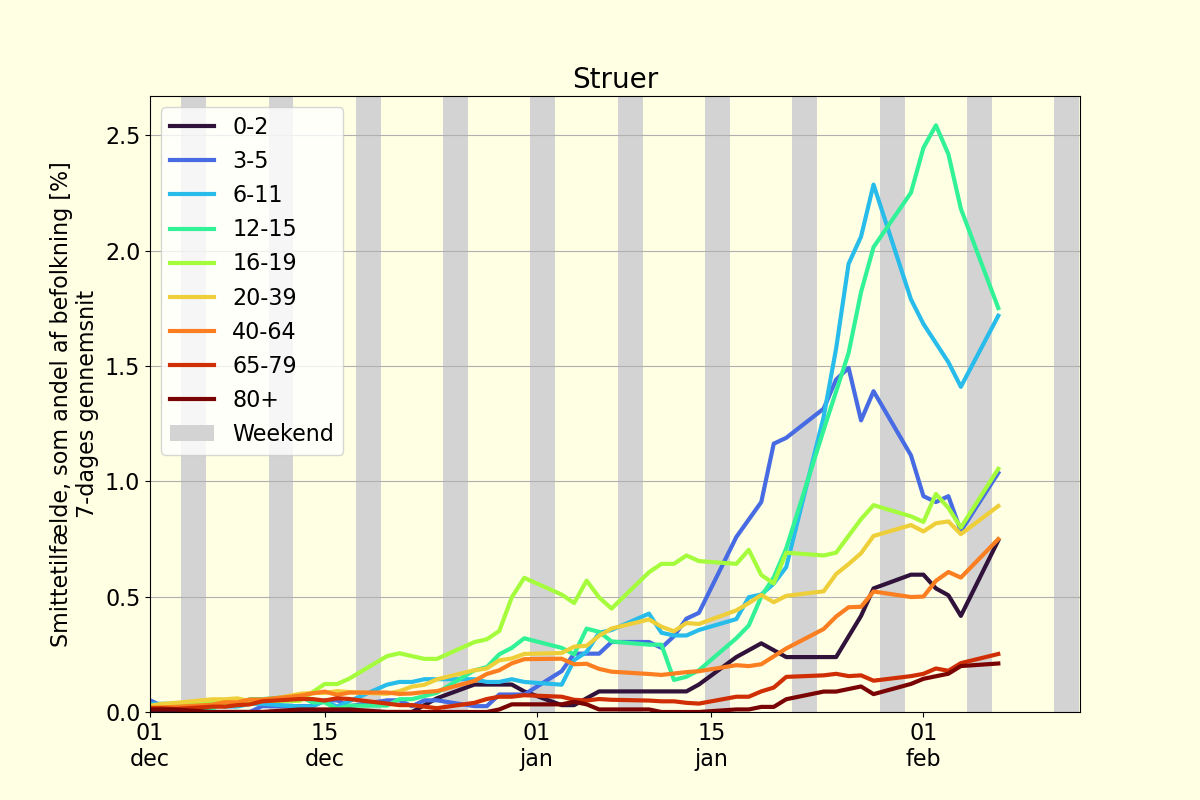 Struer
Smittetilfælde, som andel af befolkning [%]
7-dages gennemsnit
2.5
2.0
1.5
1.0
0.5
0.0
0-2
3-5
6-11
12-15
16-19
20-39
40-64
65-79
80+
Weekend
01
dec
15
dec
01
jan
15
jan
01
feb